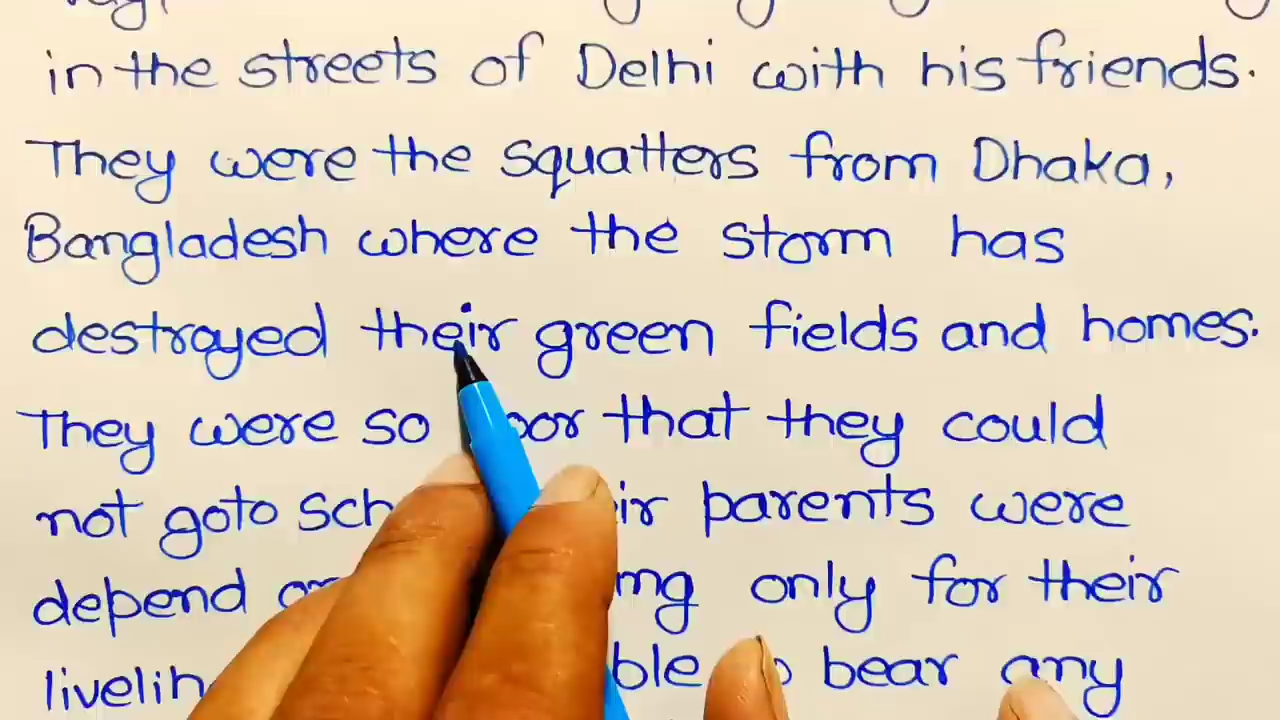 in the streets of Delhi with his friends.
They were the squatters from Dhaka,
Bangladesh where the storm has
destroyed their green fields and homes.
They were so that they could
not goto parents were
depend only for their
bear any